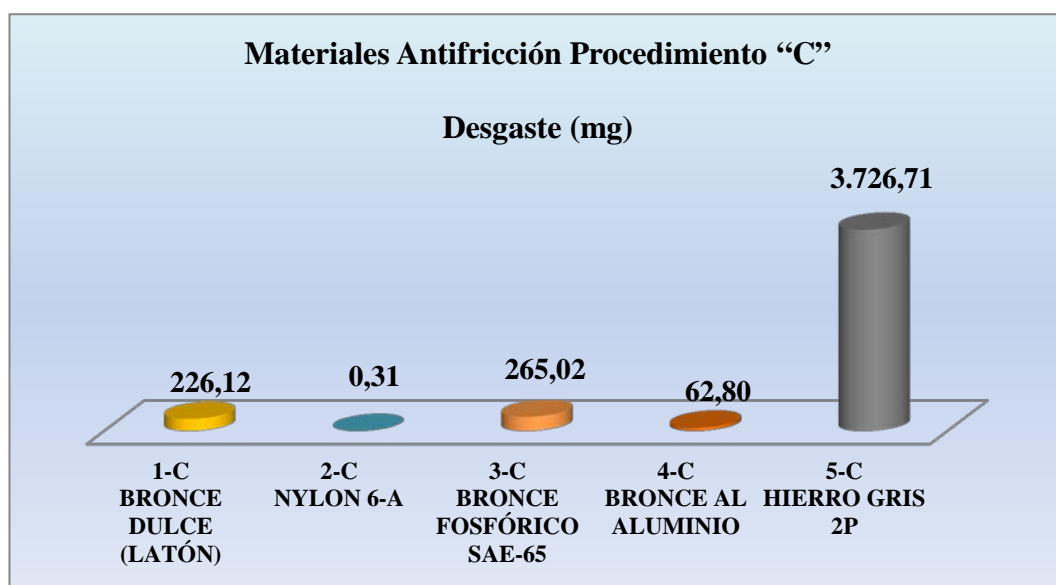 Materiales Antifricción Procedimiento “C”
Desgaste (mg)
3.726,71
226,12
0,31
265,02
62,80
1-C
BRONCE
DULCE
(LATÓN)
2-C
NYLON 6-A
3-C
BRONCE
FOSFÓRICO
SAE-65
4-C
BRONCE AL
ALUMINIO
5-C
HIERRO GRIS
2P